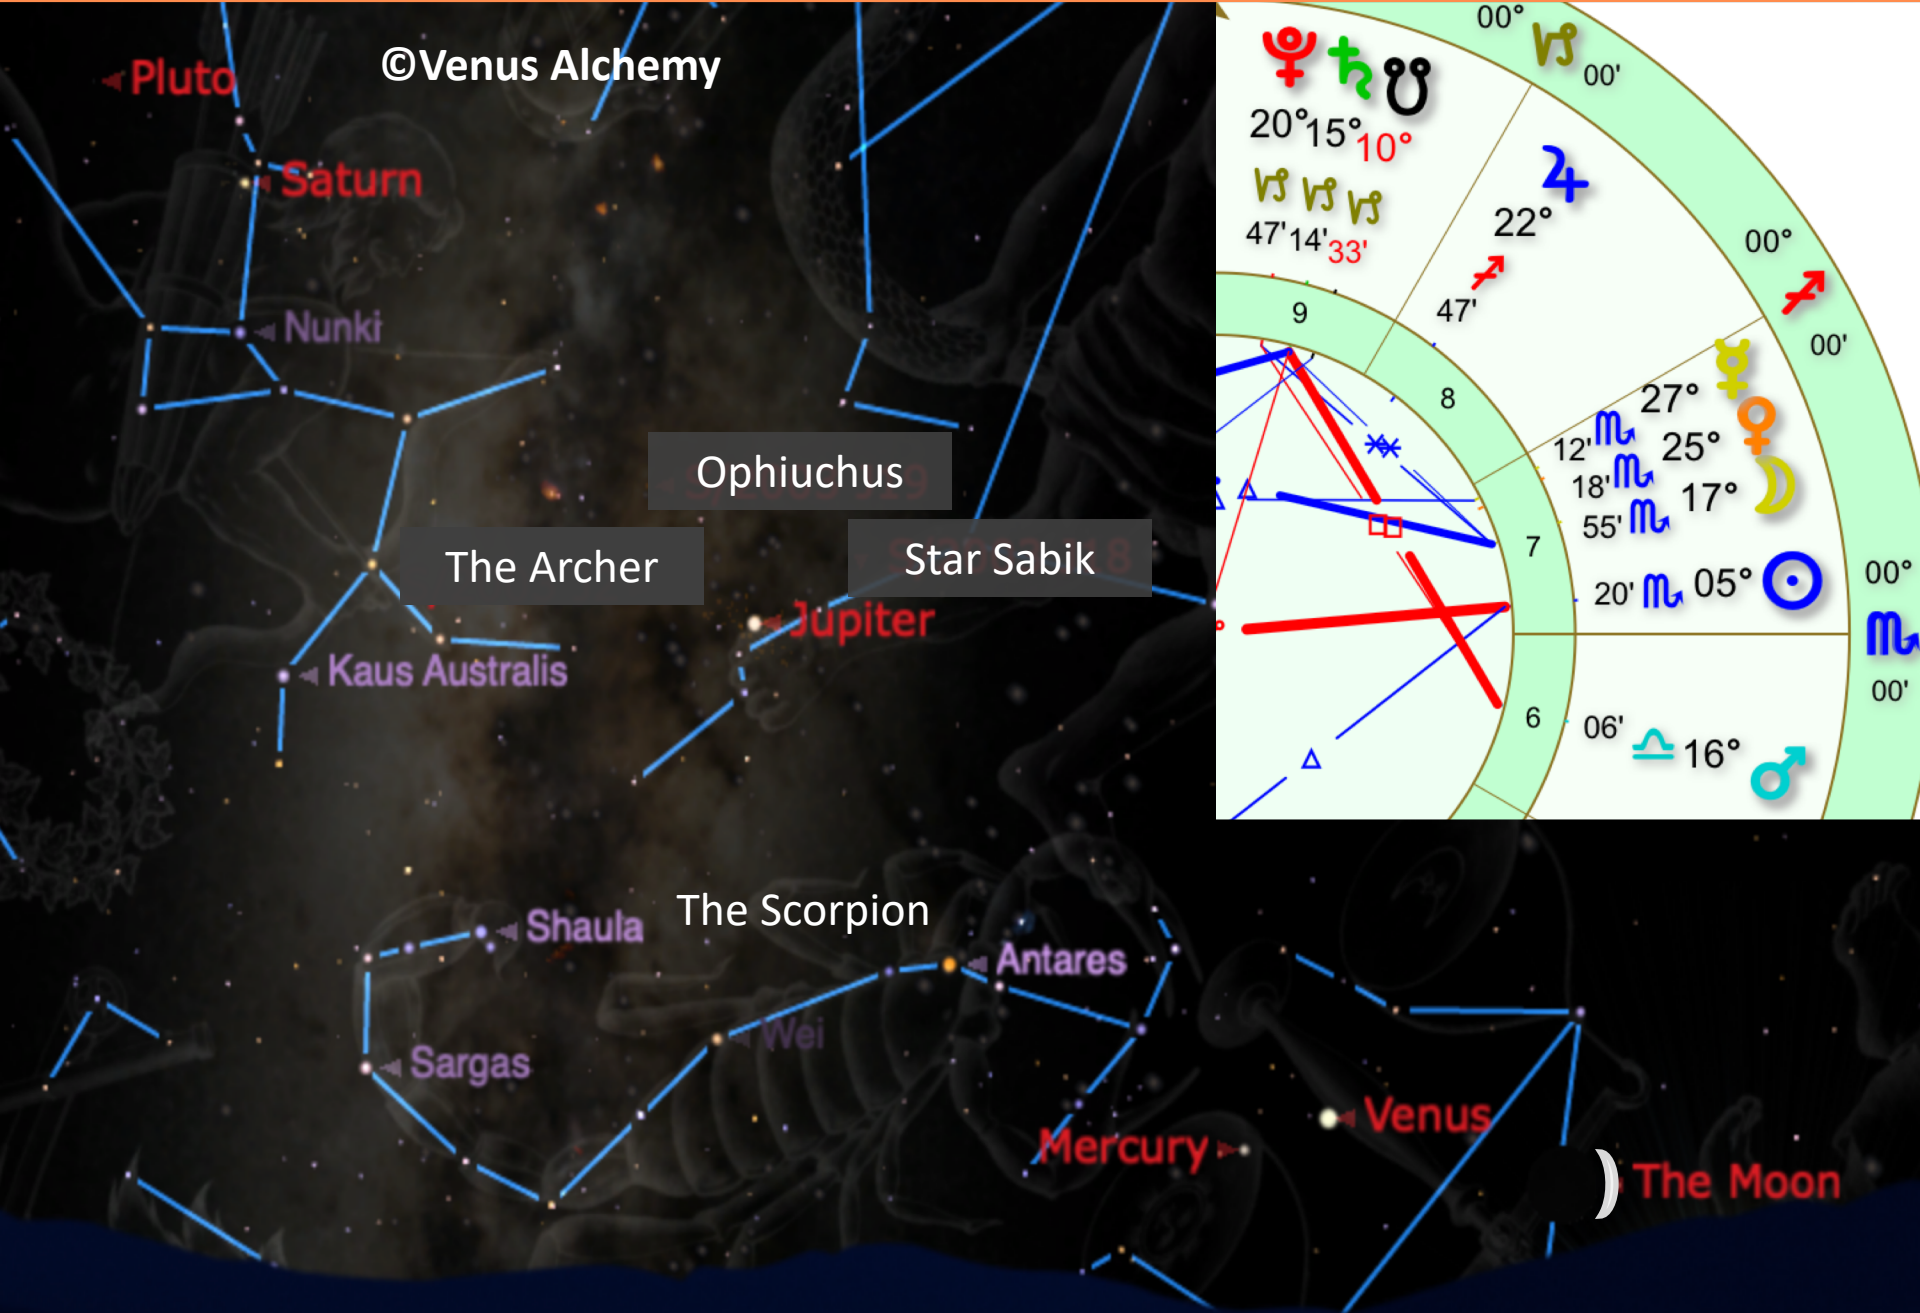 ©Venus Alchemy
Pluto
Saturn
Nunki
Ophiuchus
The Archer
Star Sabik
Jupiter
Kaus Australis
The Scorpion
Shaula
Antares
Wei
Sargas
Venus
Mercury
The Moon
00° ♑ 00'
♇ ♄ ☋
20° 15° 10°
♑ ♑ ♑
47' 14' 33'
♃
22°
♐
47'
00° ♐ 00'
9
8
7
6
27° ☿
12' ♏ 25° ♀
18' ♏ 17° ☽
55' ♏
20' ♏ 05° ☉
00° ♏ 00'
06' ♎ 16° ♂